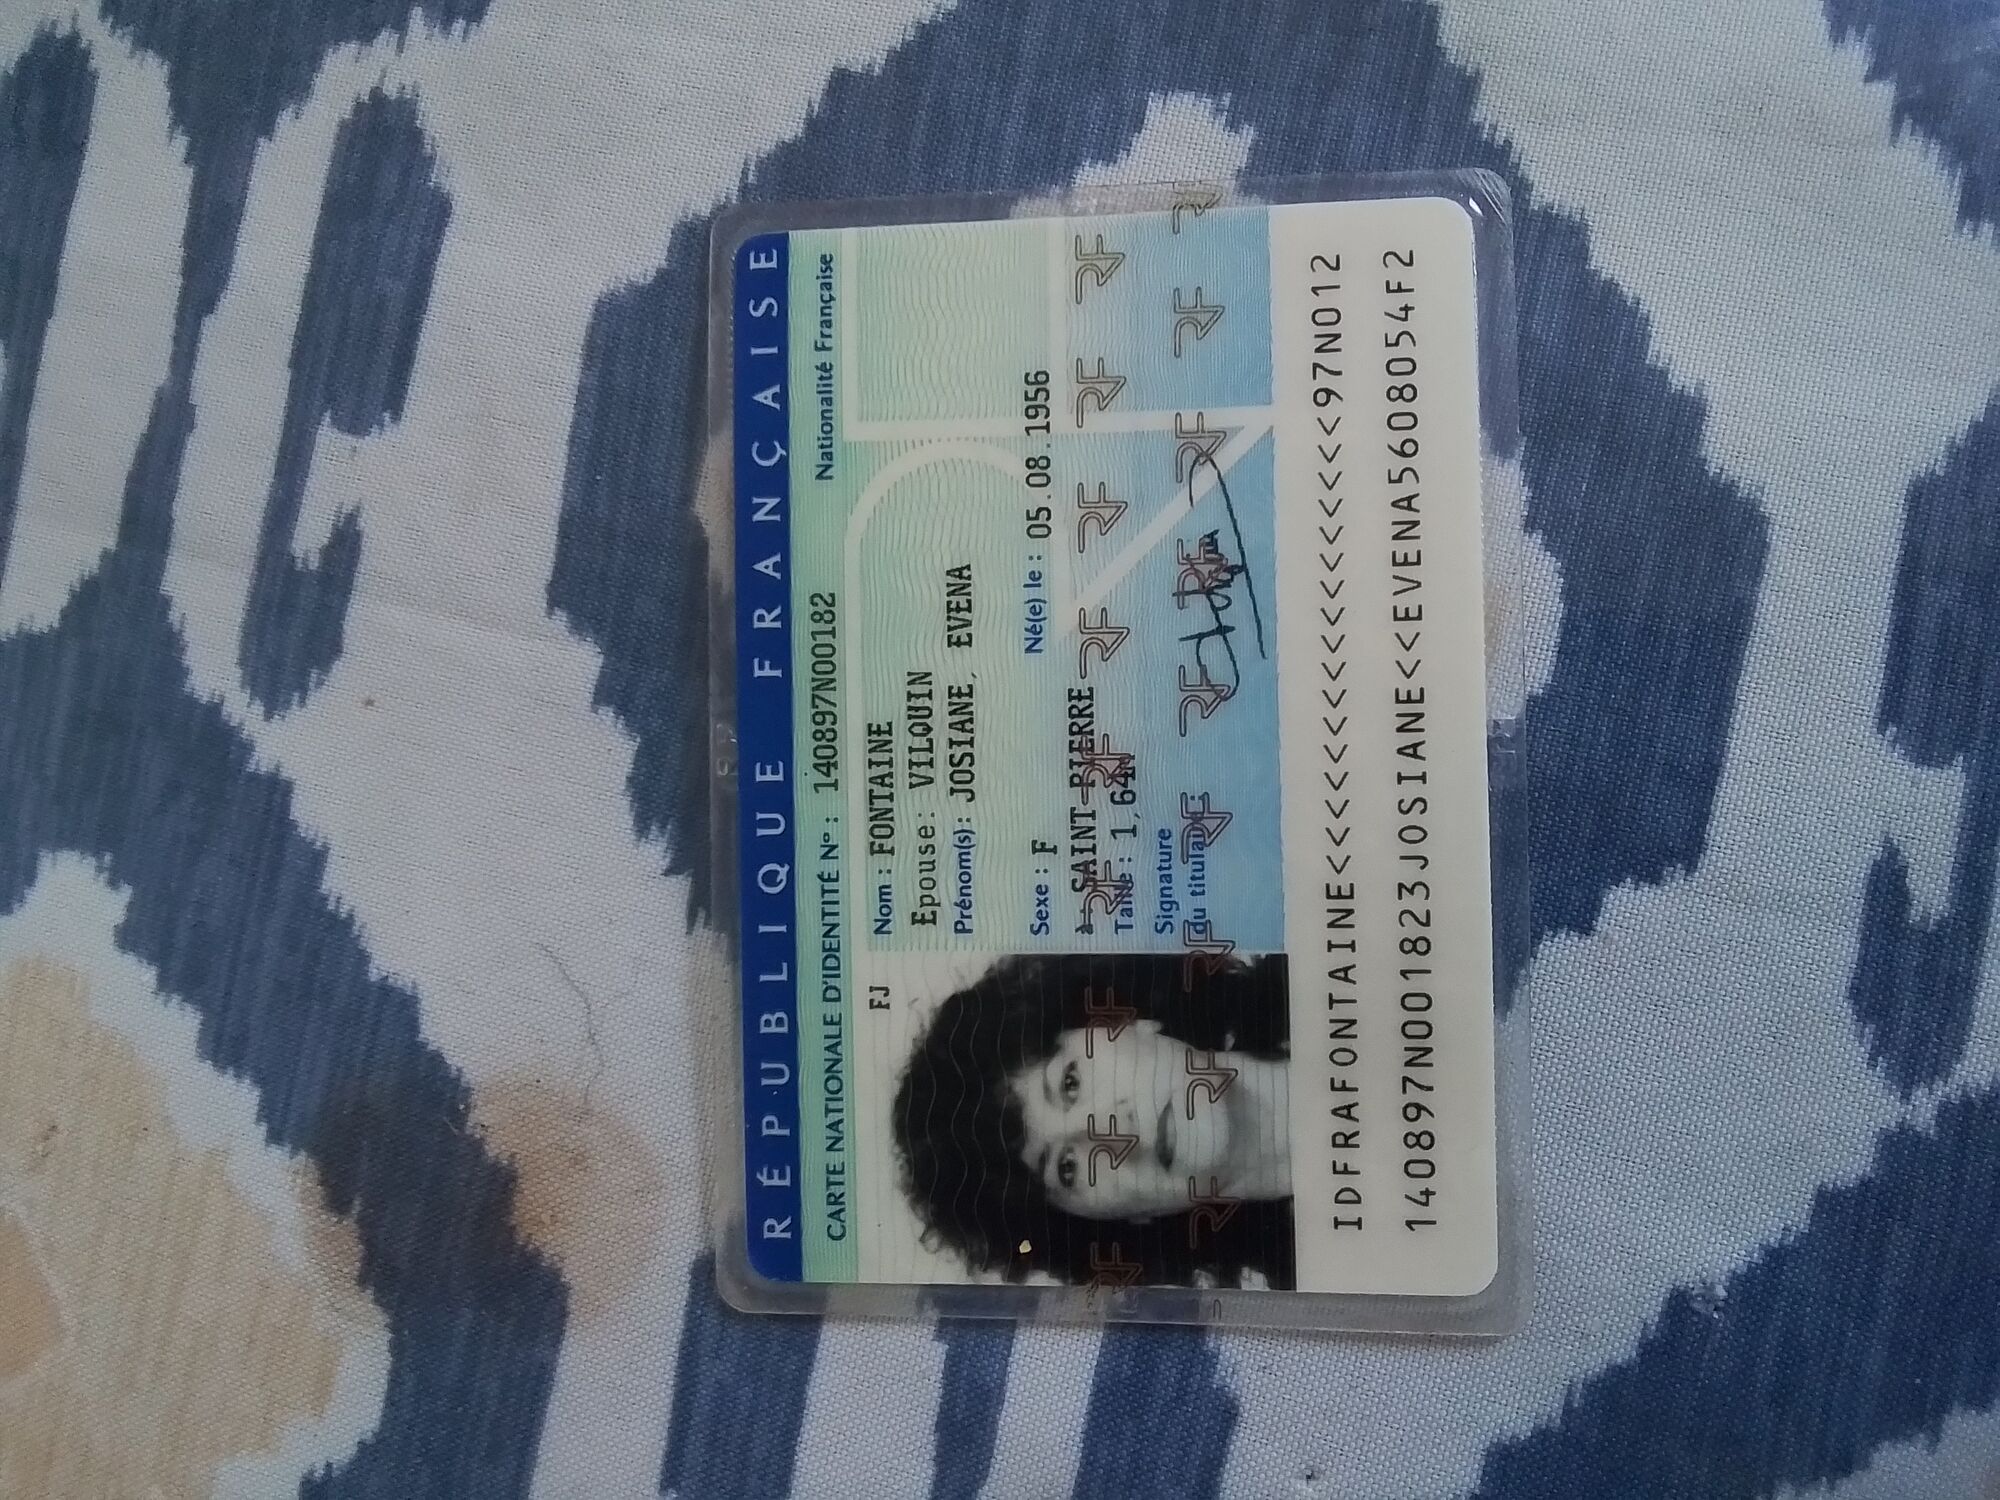 RÉPUBLIQUE FRANÇAISE
CARTE NATIONALE D'IDENTITÉ N° : 140897N00182 Nationalité Française
FJ
Nom : FONTAINE
Epouse: VILQUIN
Prénom(s): JOSIANE, EVENA
Sexe : F Né(e) le : 05.08.1956
à : SAINT-PIERRE
Taille : 1,64M
Signature
du titulaire :
IDFRAFONTAINE<<<<<<<<<<<<<<<<<97N012
140897N001823JOSIANE<<EVENA5608054F2